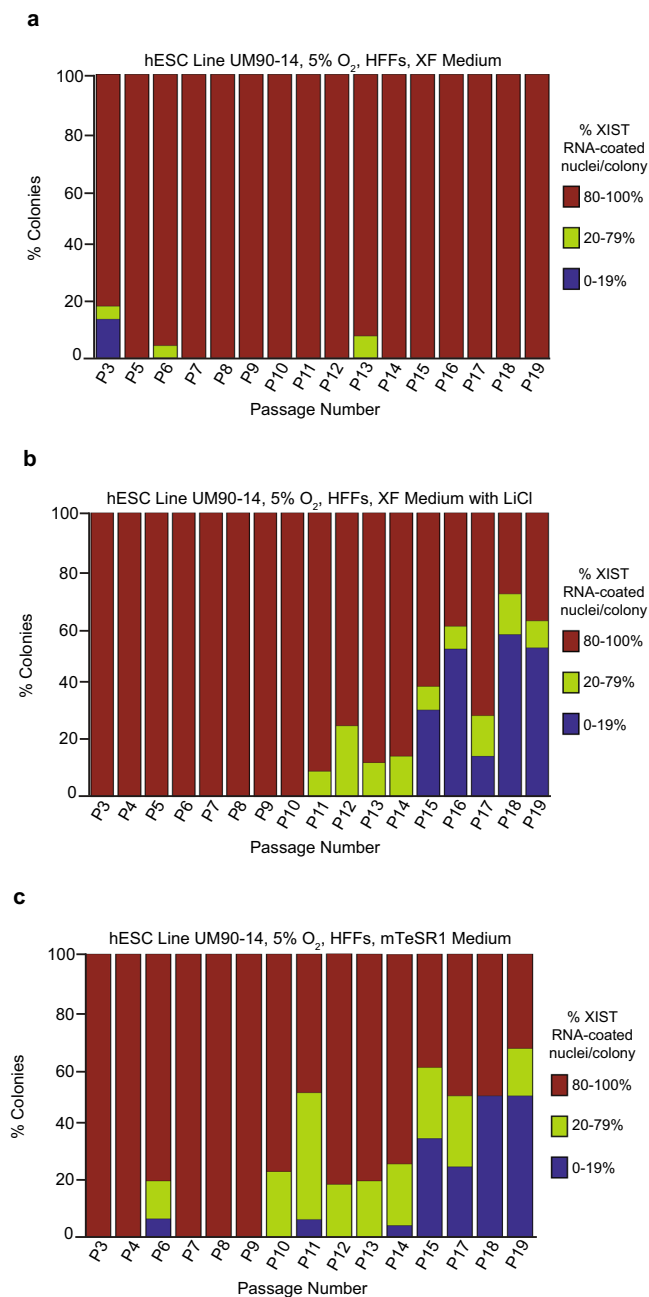 a
hESC Line UM90-14, 5% O₂, HFFs, XF Medium
100
80
60
40
20
0
% Colonies
P3 P5 P6 P7 P8 P9 P10 P11 P12 P13 P14 P15 P16 P17 P18 P19
Passage Number
% XIST
RNA-coated
nuclei/colony
80-100%
20-79%
0-19%
b
hESC Line UM90-14, 5% O₂, HFFs, XF Medium with LiCl
100
80
60
40
20
0
% Colonies
P3 P4 P5 P6 P7 P8 P9 P10 P11 P12 P13 P14 P15 P16 P17 P18 P19
Passage Number
% XIST
RNA-coated
nuclei/colony
80-100%
20-79%
0-19%
c
hESC Line UM90-14, 5% O₂, HFFs, mTeSR1 Medium
100
80
60
40
20
0
% Colonies
P3 P4 P6 P7 P8 P9 P10 P11 P12 P13 P14 P15 P17 P18 P19
Passage Number
% XIST
RNA-coated
nuclei/colony
80-100%
20-79%
0-19%